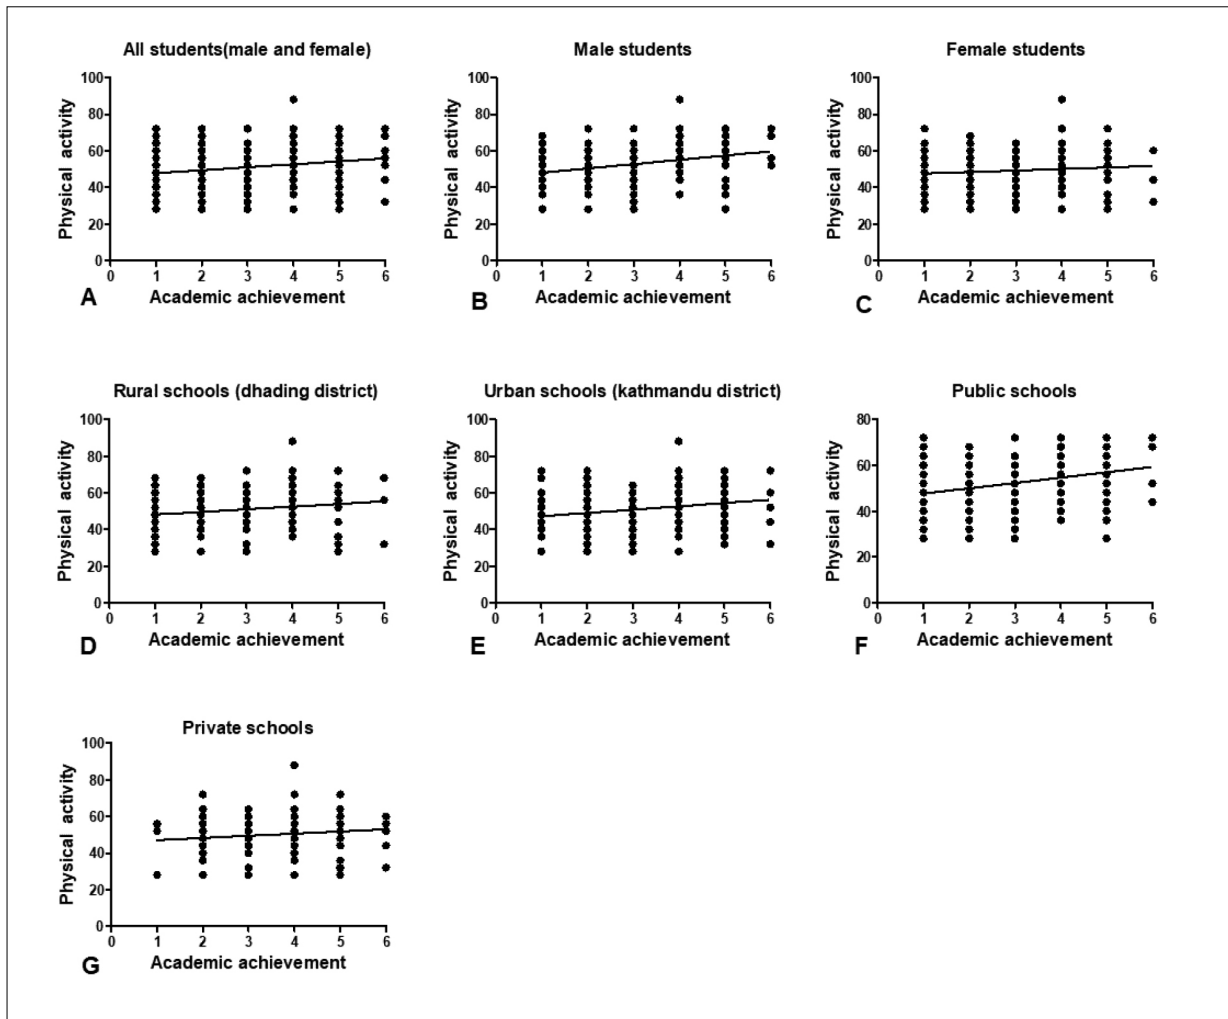 All students(male and female)
Physical activity
100
80
60
40
20
0
0 1 2 3 4 5 6
Academic achievement
A
Male students
Physical activity
100
80
60
40
20
0
0 1 2 3 4 5 6
Academic achievement
B
Female students
Physical activity
100
80
60
40
20
0
0 1 2 3 4 5 6
Academic achievement
C
Rural schools (dhading district)
Physical activity
100
80
60
40
20
0
0 1 2 3 4 5 6
Academic achievement
D
Urban schools (kathmandu district)
Physical activity
100
80
60
40
20
0
0 1 2 3 4 5 6
Academic achievement
E
Public schools
Physical activity
80
60
40
20
0
0 1 2 3 4 5 6
Academic achievement
F
Private schools
Physical activity
100
80
60
40
20
0
0 1 2 3 4 5 6
Academic achievement
G